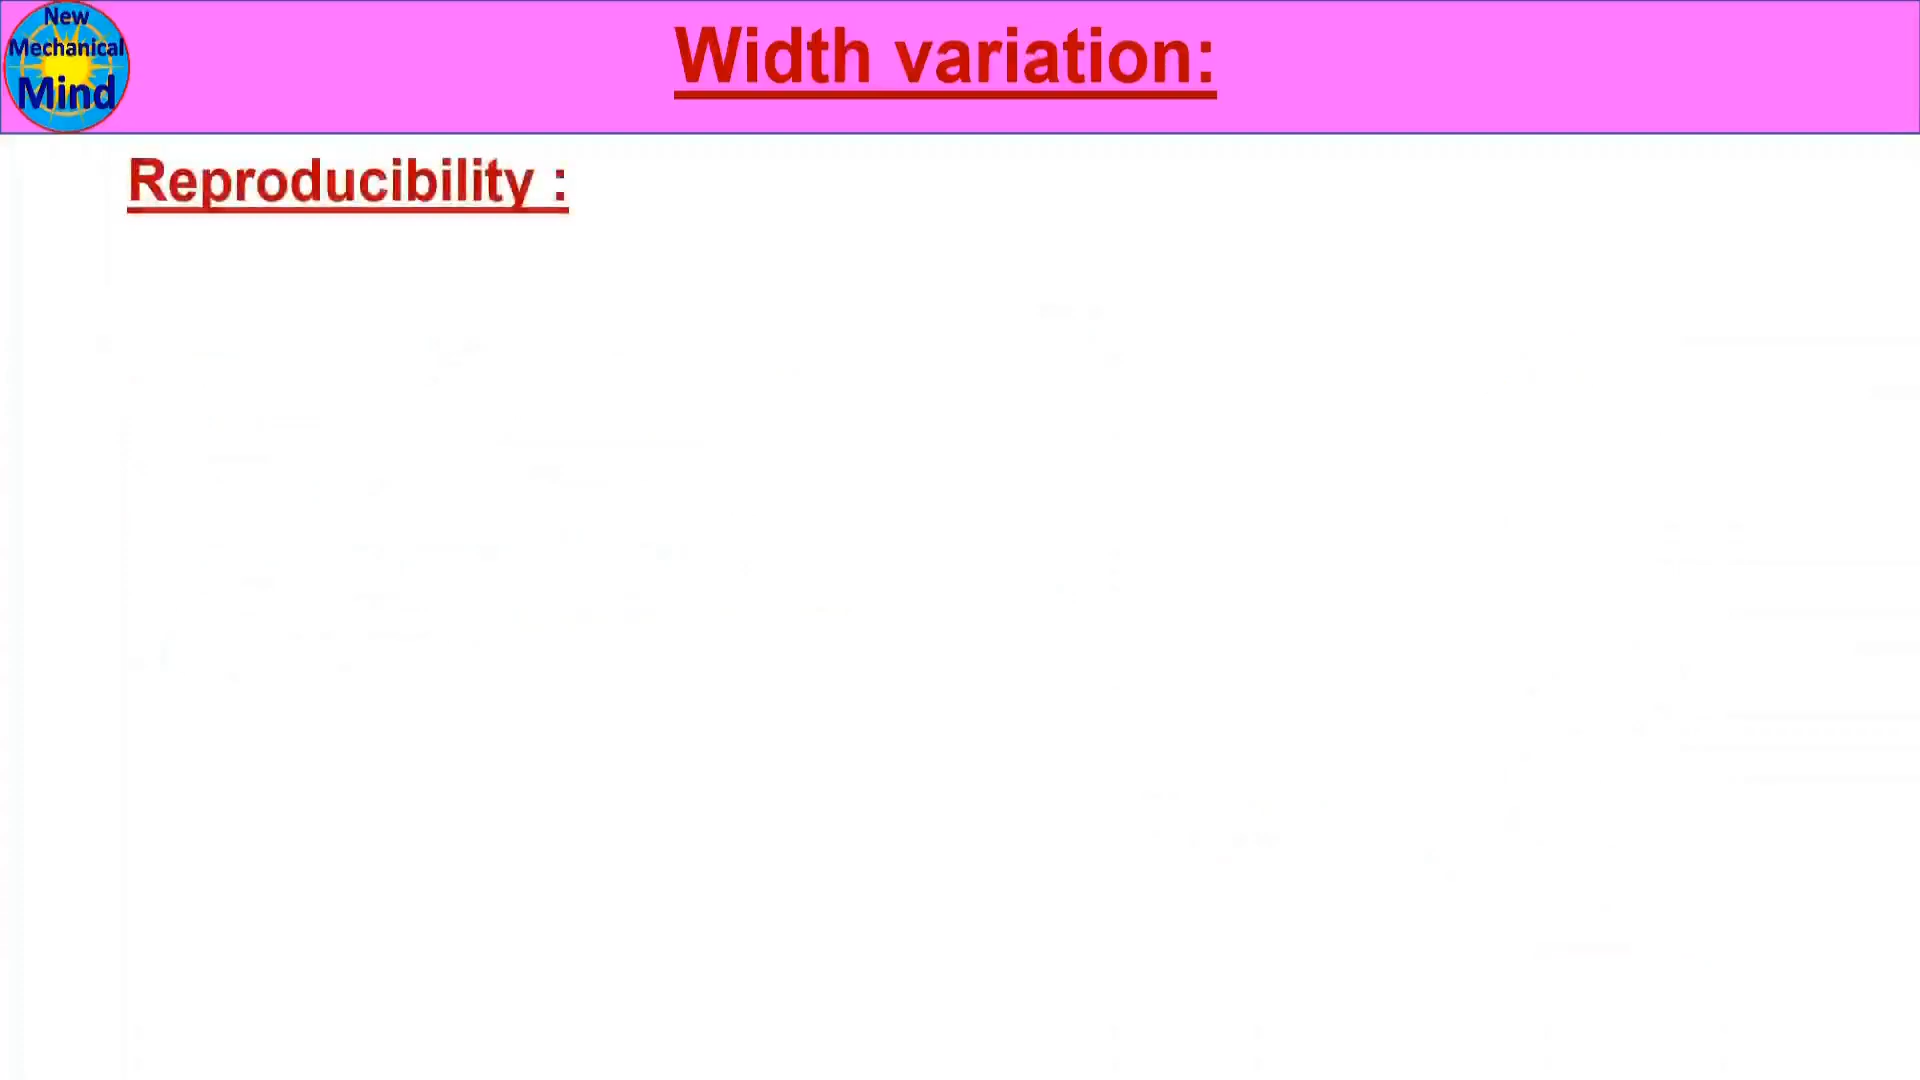 New
Mechanical
Mind
Width variation:
Reproducibility :